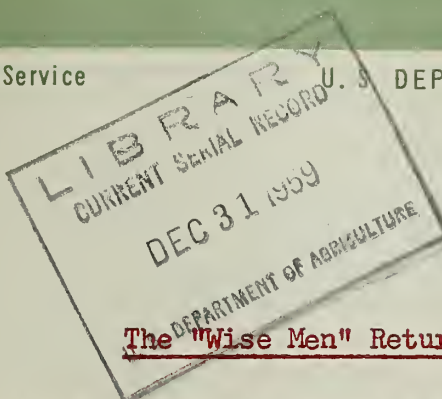 Service
U. S DEP
LIBRARY
CURRENT SERIAL RECORD
DEC 31 1959
DEPARTMENT OF AGRICULTURE
The "Wise Men" Retur